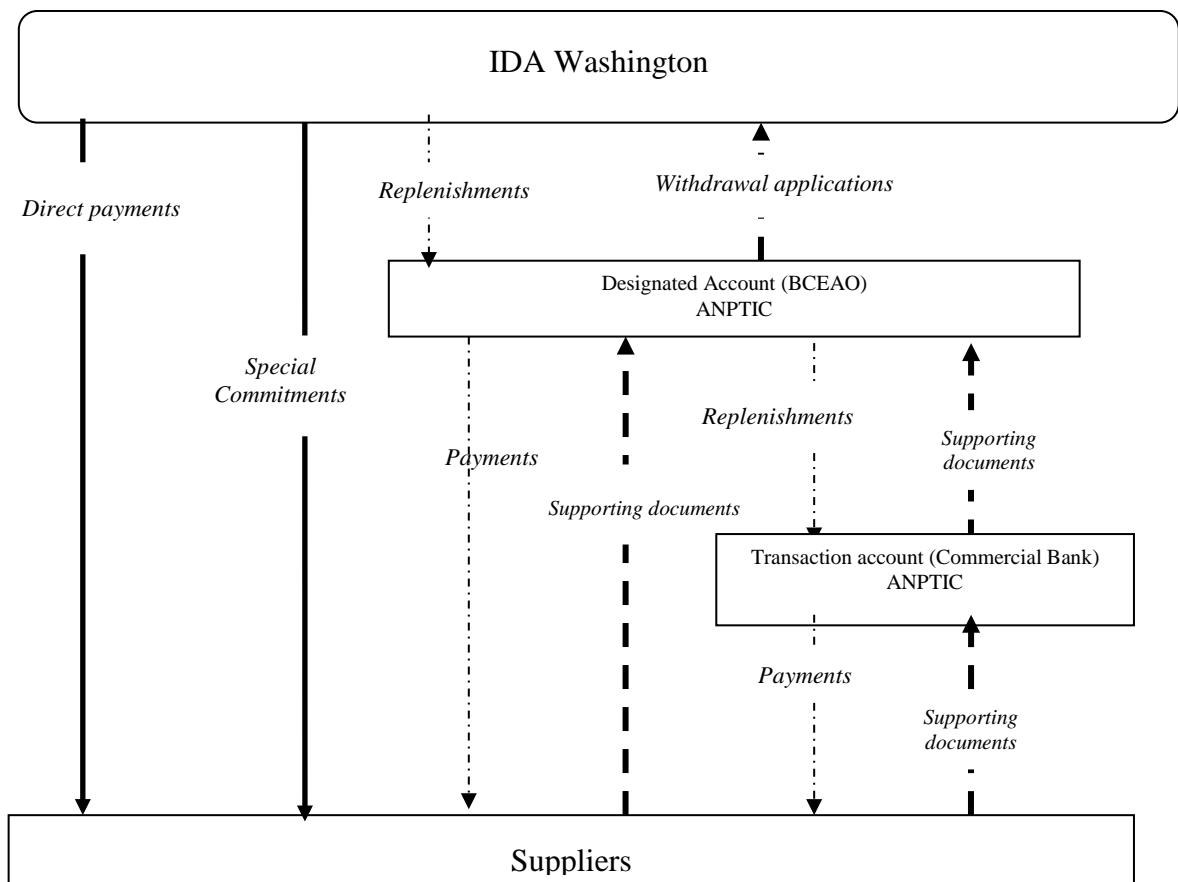 IDA Washington
Direct payments
Replenishments
Withdrawal applications
Designated Account (BCEAO)
ANPTIC
Special
Commitments
Payments
Supporting documents
Replenishments
Supporting
documents
Transaction account (Commercial Bank)
ANPTIC
Payments
Supporting
documents
Suppliers